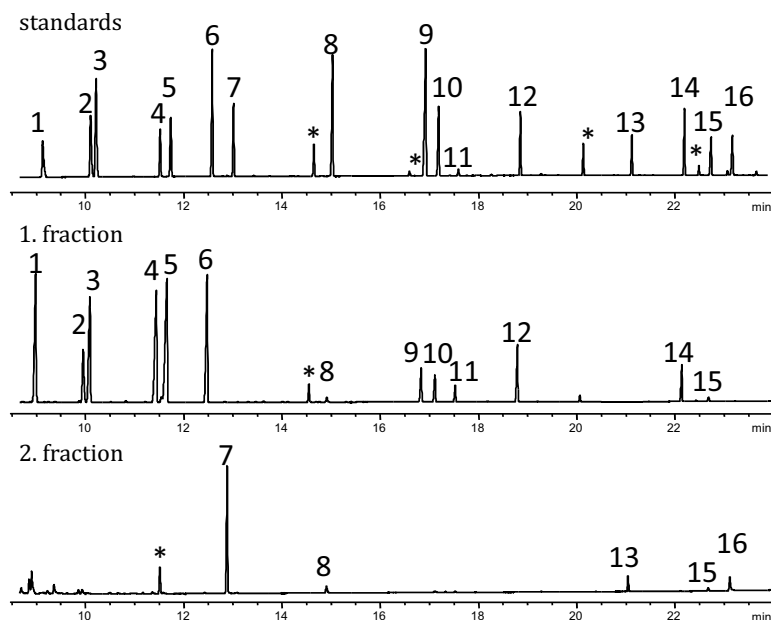 standards
1 2 3 4 5 6 7 * 8 * 9 10 11 12 * 13 14 * 15 16
10 12 14 16 18 20 22 min
1. fraction
1 2 3 4 5 6 * 8 9 10 11 12 14 15
10 12 14 16 18 20 22 min
2. fraction
* 7 8 13 15 16
10 12 14 16 18 20 22 min